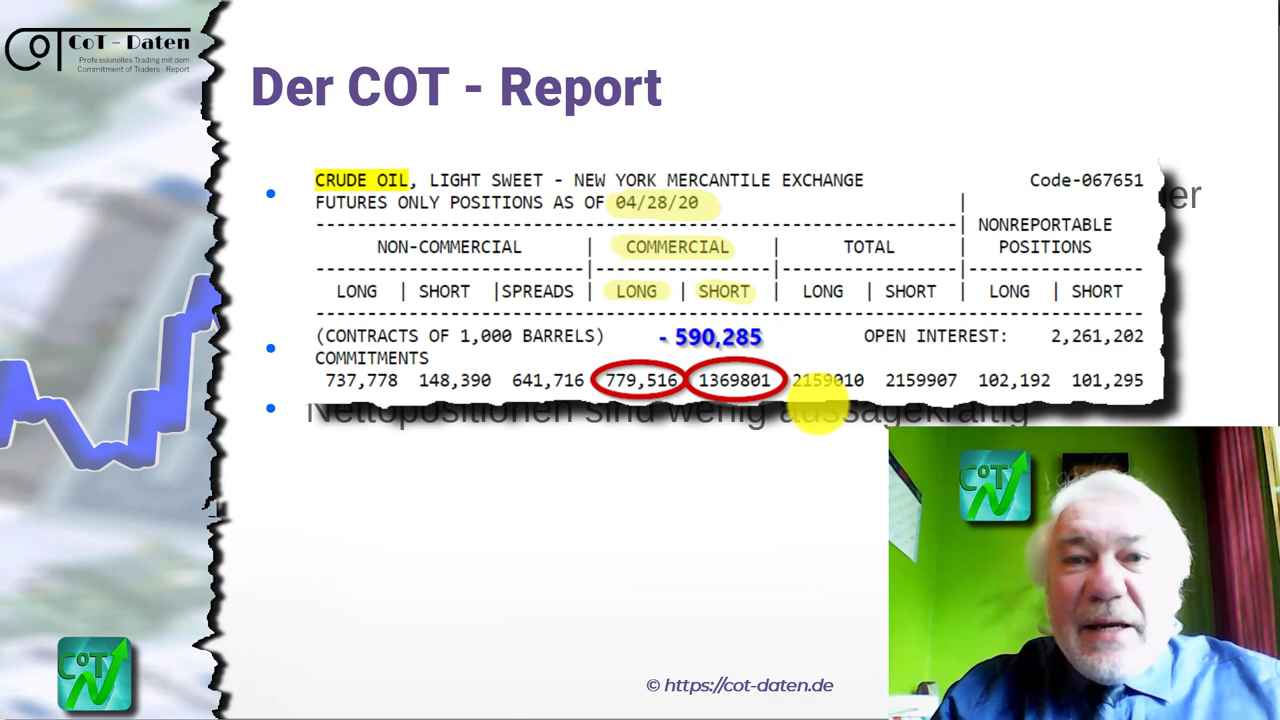 CoT - Daten
Professionelles Trading mit dem
Commitment of Traders - Report
Der COT - Report
CRUDE OIL, LIGHT SWEET - NEW YORK MERCANTILE EXCHANGE Code-067651
FUTURES ONLY POSITIONS AS OF 04/28/20 |
--------------------------------------------------------------| NONREPORTABLE
NON-COMMERCIAL | COMMERCIAL | TOTAL | POSITIONS
--------------------------|------------------|------------------|-----------------
LONG | SHORT |SPREADS | LONG | SHORT | LONG | SHORT | LONG | SHORT
--------------------------------------------------------------------------------
(CONTRACTS OF 1,000 BARRELS) - 590,285 OPEN INTEREST: 2,261,202
COMMITMENTS
737,778 148,390 641,716 779,516 1369801 2159010 2159907 102,192 101,295
Nettopositionen sind wenig aussagekräftig
CoT
CoT
© https://cot-daten.de